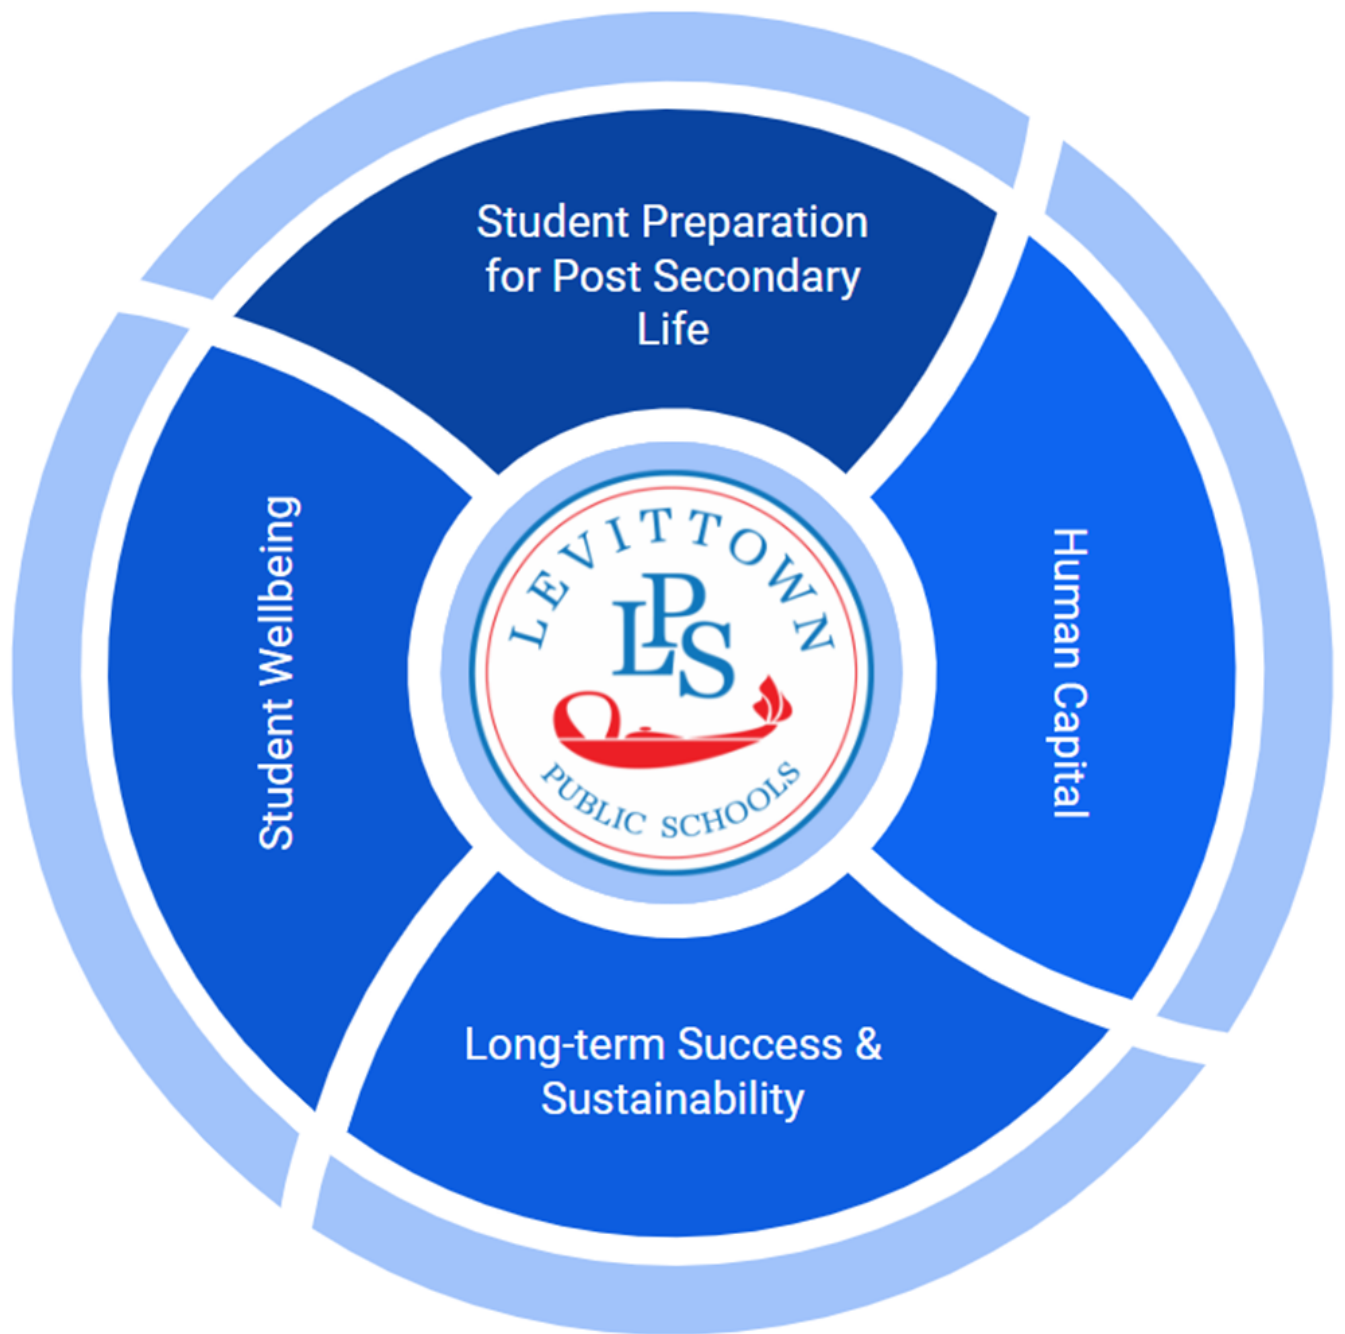 Student Preparation
for Post Secondary
Life
Student Wellbeing
LEVITTOWN
LPS
PUBLIC SCHOOLS
Human Capital
Long-term Success &
Sustainability